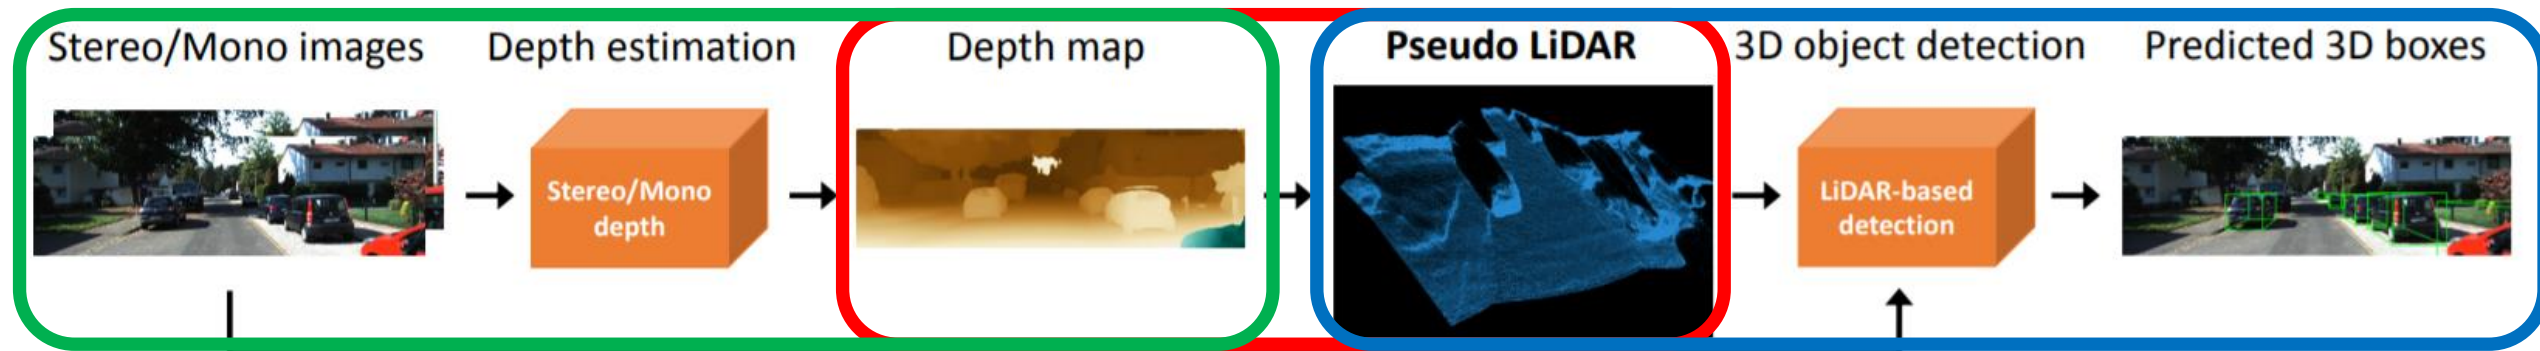 Stereo/Mono images
Depth estimation
Depth map
Pseudo LiDAR
3D object detection
Predicted 3D boxes
Stereo/Mono
depth
LiDAR-based
detection